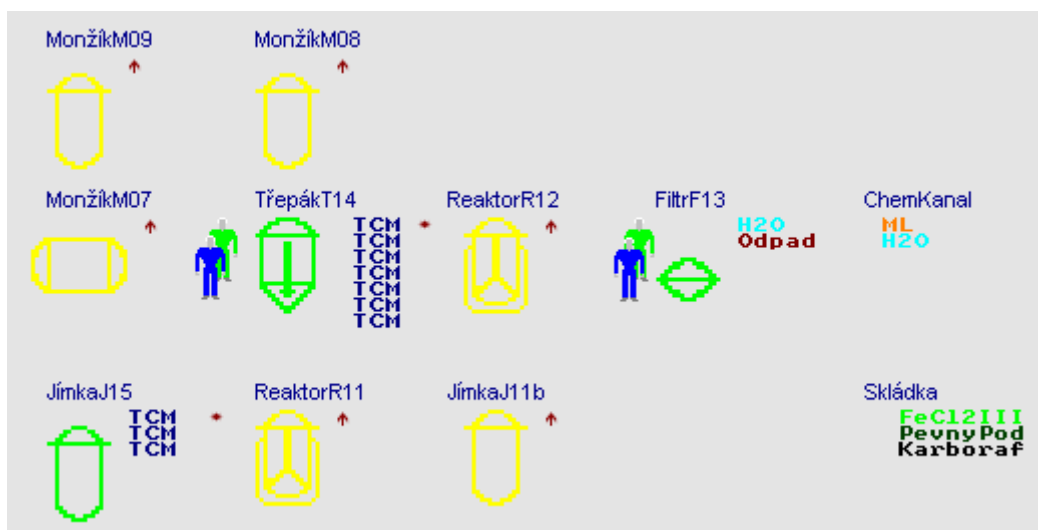 MonžíkM09 MonžíkM08
MonžíkM07 TřepákT14 ReaktorR12 FiltrF13 ChemKanal
TCM H2O ML
TCM Odpad H2O
TCM
TCM
TCM
TCM
TCM
JímkaJ15 ReaktorR11 JímkaJ11b Skládka
TCM FeCl2III
TCM PevnyPod
TCM Karboraf